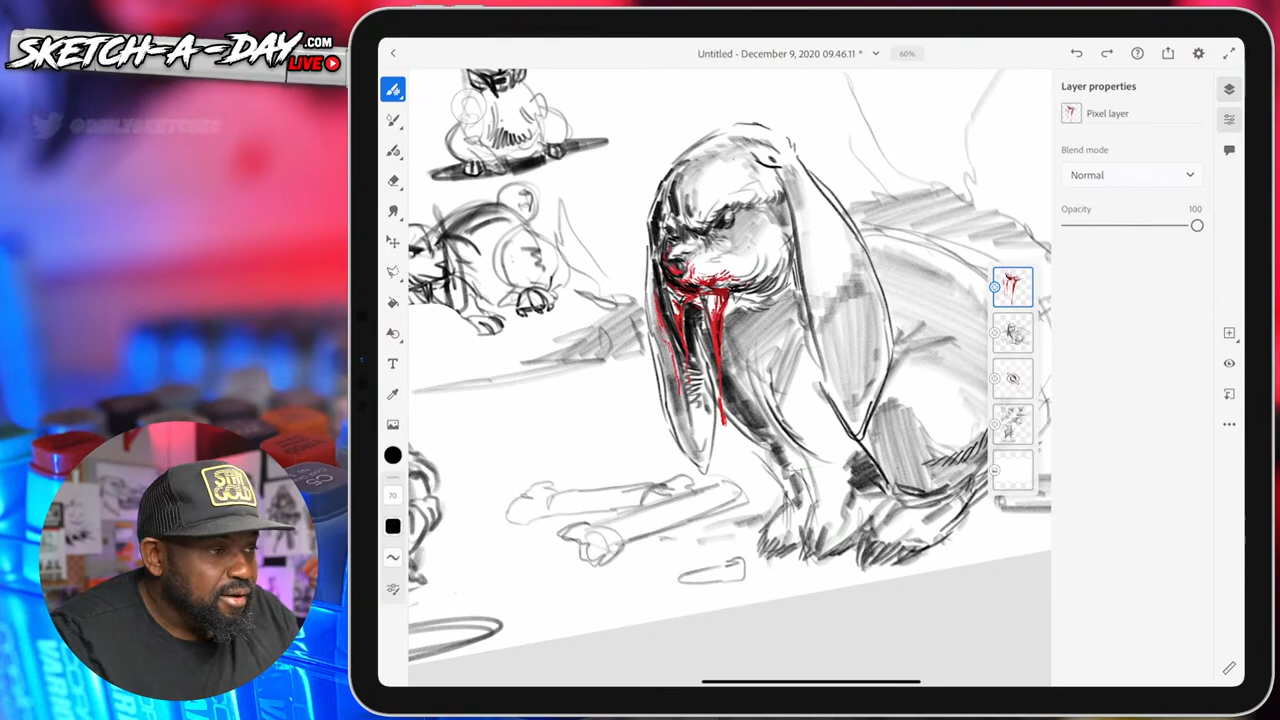 SKETCH-A-DAY.COM
LIVE
Untitled - December 9, 2020 09.46.11 *
60%
Layer properties
Pixel layer
Blend mode
Normal
Opacity 100
T
70
STAY
GOLD